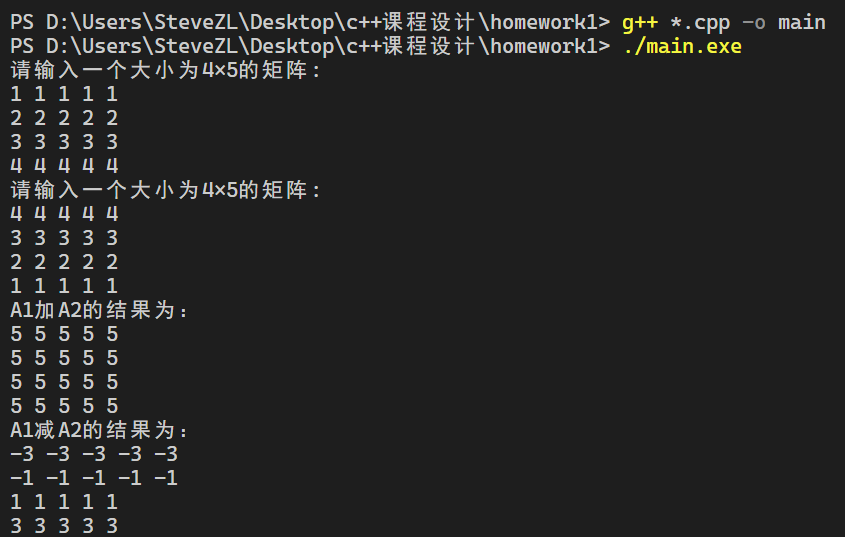 PS D:\Users\SteveZL\Desktop\c++课程设计\homework1> g++ *.cpp -o main
PS D:\Users\SteveZL\Desktop\c++课程设计\homework1> ./main.exe
请输入一个大小为4×5的矩阵：
1 1 1 1 1
2 2 2 2 2
3 3 3 3 3
4 4 4 4 4
请输入一个大小为4×5的矩阵：
4 4 4 4 4
3 3 3 3 3
2 2 2 2 2
1 1 1 1 1
A1加A2的结果为：
5 5 5 5 5
5 5 5 5 5
5 5 5 5 5
5 5 5 5 5
A1减A2的结果为：
-3 -3 -3 -3 -3
-1 -1 -1 -1 -1
1 1 1 1 1
3 3 3 3 3